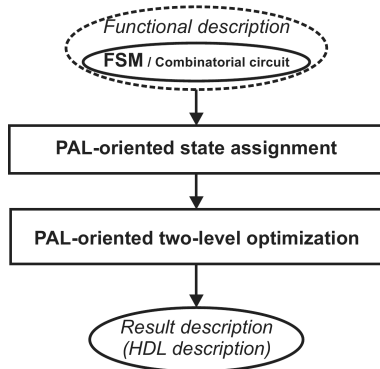 Functional description
FSM / Combinatorial circuit
PAL-oriented state assignment
PAL-oriented two-level optimization
Result description
(HDL description)